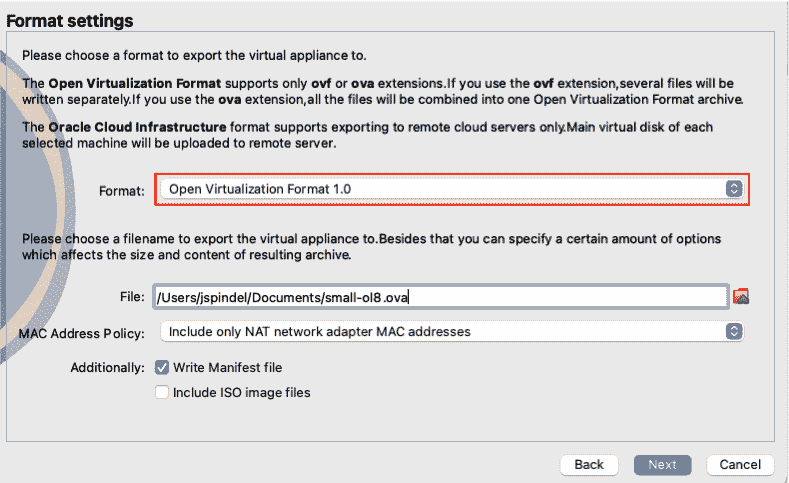 Format settings
Please choose a format to export the virtual appliance to.
The Open Virtualization Format supports only ovf or ova extensions.If you use the ovf extension,several files will be
written separately.If you use the ova extension,all the files will be combined into one Open Virtualization Format archive.
The Oracle Cloud Infrastructure format supports exporting to remote cloud servers only.Main virtual disk of each
selected machine will be uploaded to remote server.
Format: Open Virtualization Format 1.0
Please choose a filename to export the virtual appliance to.Besides that you can specify a certain amount of options
which affects the size and content of resulting archive.
File: /Users/jspindel/Documents/small-ol8.ova
MAC Address Policy: Include only NAT network adapter MAC addresses
Additionally: Write Manifest file
Include ISO image files
Back Next Cancel